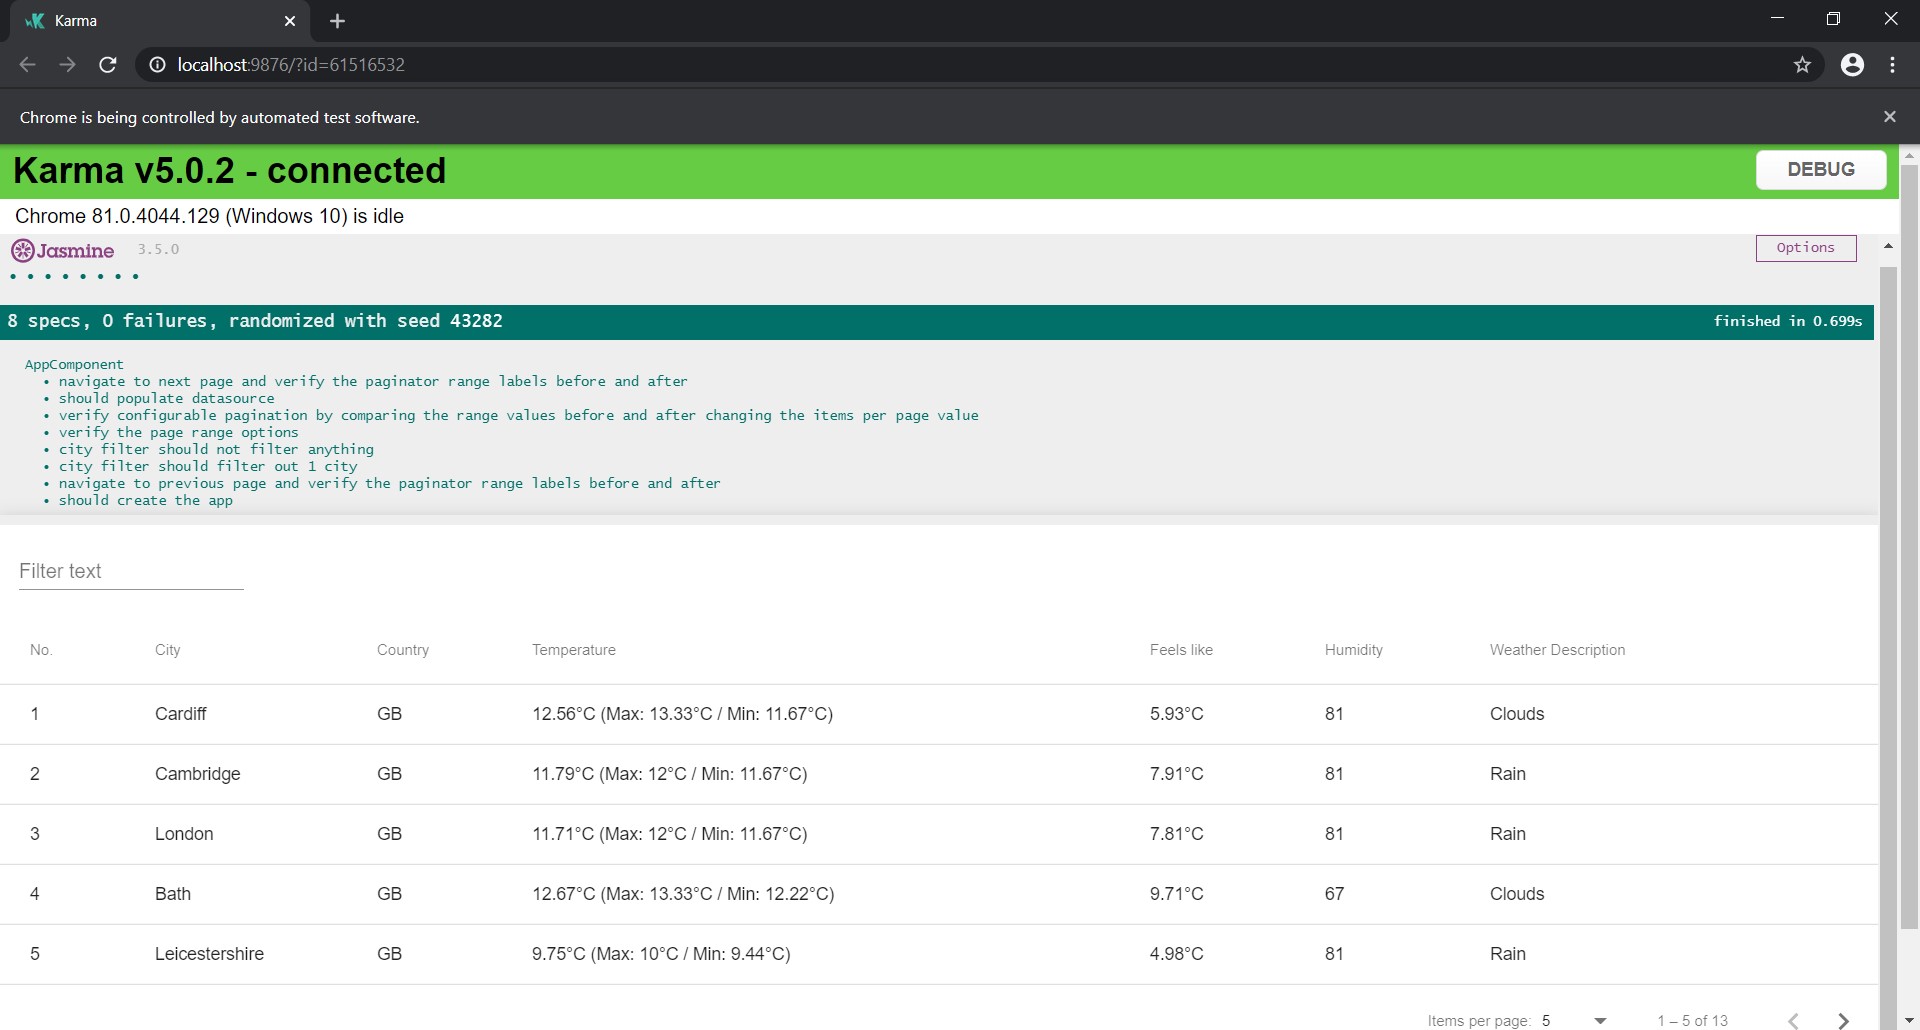 Karma
localhost:9876/?id=61516532
Chrome is being controlled by automated test software.
Karma v5.0.2 - connected
DEBUG
Chrome 81.0.4044.129 (Windows 10) is idle
Jasmine 3.5.0
Options
• • • • • • • •
8 specs, 0 failures, randomized with seed 43282
finished in 0.699s
AppComponent
• navigate to next page and verify the paginator range labels before and after
• should populate datasource
• verify configurable pagination by comparing the range values before and after changing the items per page value
• verify the page range options
• city filter should not filter anything
• city filter should filter out 1 city
• navigate to previous page and verify the paginator range labels before and after
• should create the app
Filter text
No. City Country Temperature Feels like Humidity Weather Description
1 Cardiff GB 12.56°C (Max: 13.33°C / Min: 11.67°C) 5.93°C 81 Clouds
2 Cambridge GB 11.79°C (Max: 12°C / Min: 11.67°C) 7.91°C 81 Rain
3 London GB 11.71°C (Max: 12°C / Min: 11.67°C) 7.81°C 81 Rain
4 Bath GB 12.67°C (Max: 13.33°C / Min: 12.22°C) 9.71°C 67 Clouds
5 Leicestershire GB 9.75°C (Max: 10°C / Min: 9.44°C) 4.98°C 81 Rain
Items per page: 5 1 – 5 of 13